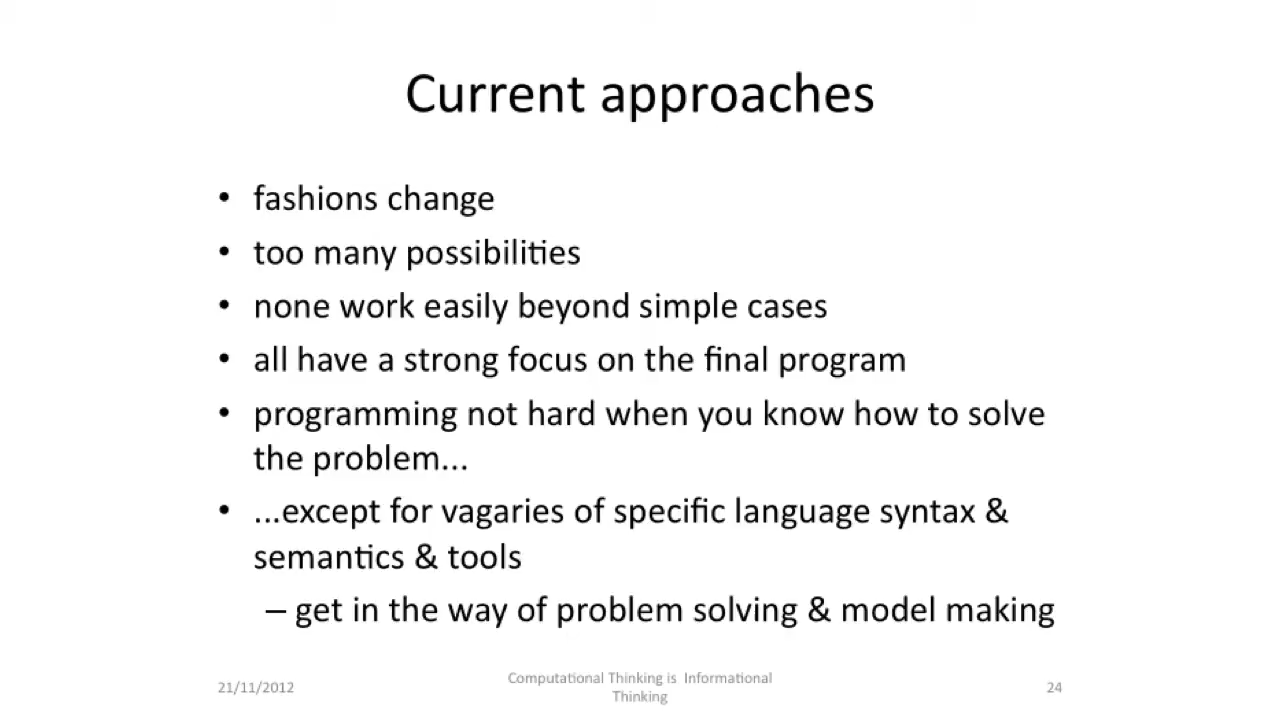 Current approaches
• fashions change
• too many possibilities
• none work easily beyond simple cases
• all have a strong focus on the final program
• programming not hard when you know how to solve
the problem...
• ...except for vagaries of specific language syntax &
semantics & tools
– get in the way of problem solving & model making
21/11/2012
Computational Thinking is Informational
Thinking
24